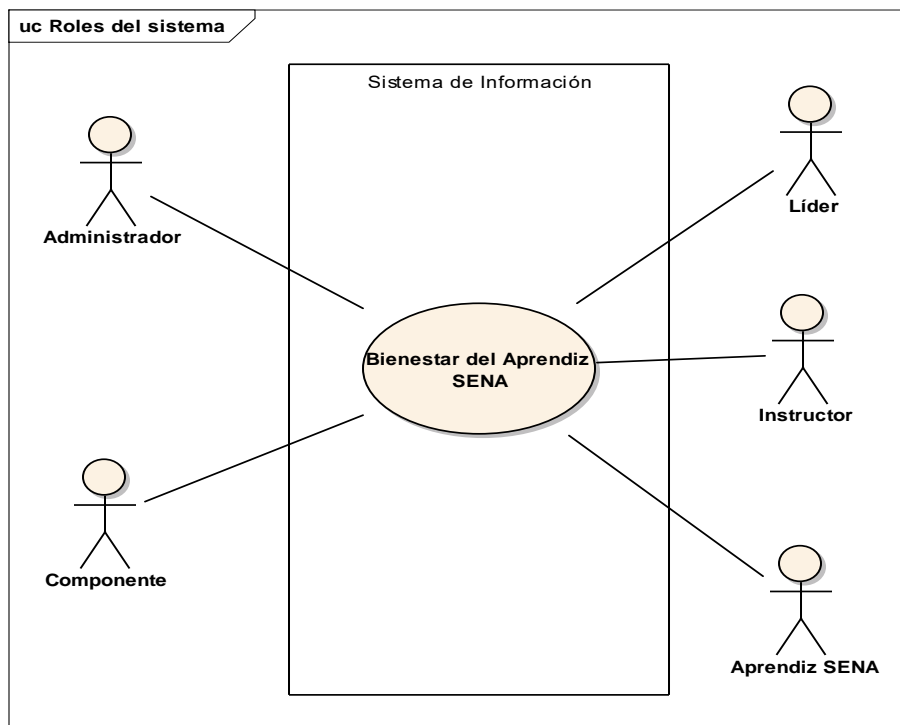 uc Roles del sistema
Sistema de Información
Administrador
Líder
Bienestar del Aprendiz
SENA
Instructor
Componente
Aprendiz SENA